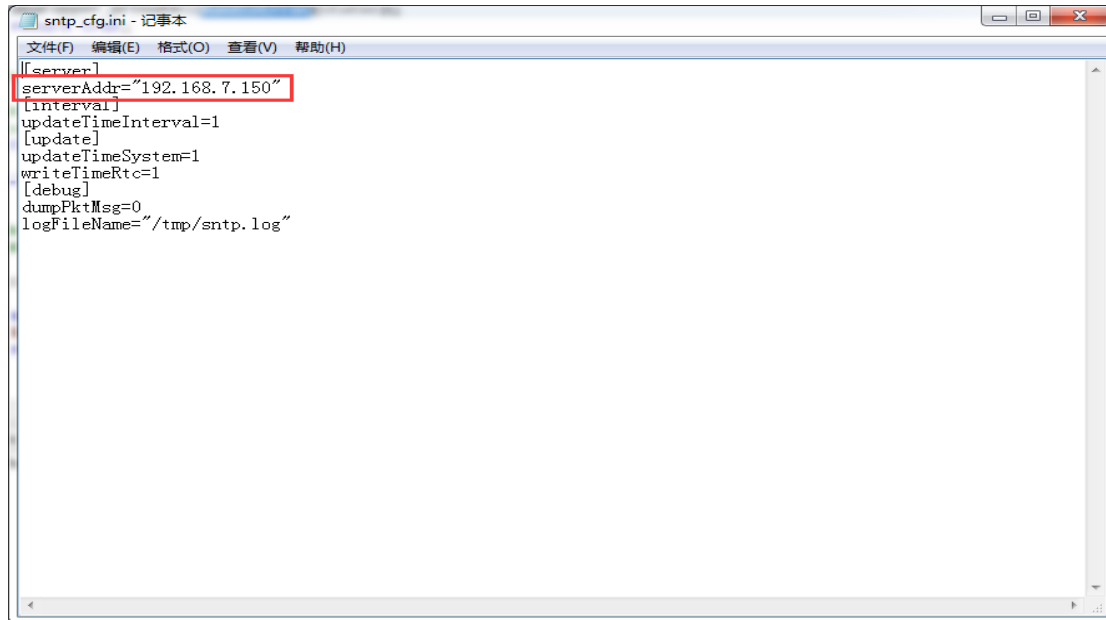 sntp_cfg.ini - 记事本
文件(F) 编辑(E) 格式(O) 查看(V) 帮助(H)
[server]
serverAddr="192.168.7.150"
[interval]
updateTimeInterval=1
[update]
updateTimeSystem=1
writeTimeRtc=1
[debug]
dumpPktMsg=0
logFileName="/tmp/sntp.log"